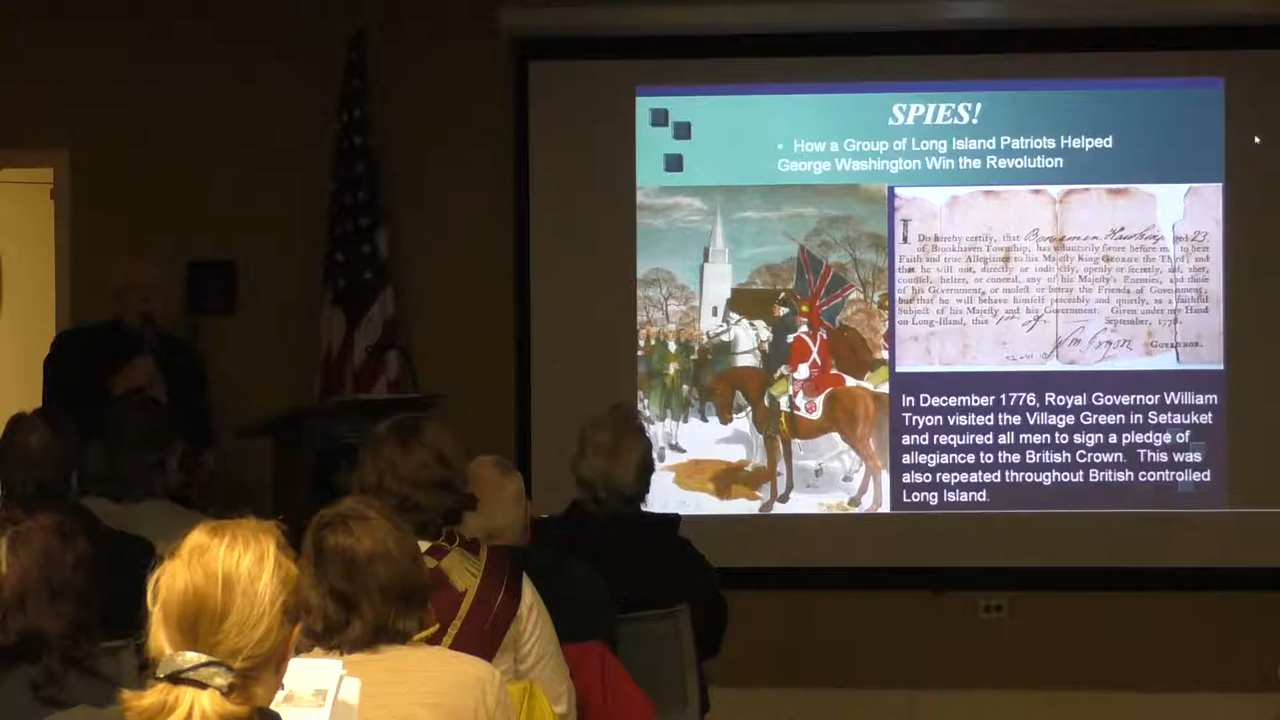 SPIES!
• How a Group of Long Island Patriots Helped
George Washington Win the Revolution
I Do hereby certify, that Benjamin Hawkins 23,
of Brookhaven Township, has voluntarily swore before m to bear
Faith and true Allegiance to his Majesty King George the Third; and
that he will not, directly or openly or secretly, aid, abet,
counsel, shelter, or conceal, any of his Majesty's Enemies, and those
of his Government, or molest or betray the Friends of Government;
but that he will behave himself peaceably and quietly, as a faithful
Subject of his Majesty and his Government. Given under my Hand
on Long-Island, this of September, 1778.
Wm Tryon Governor.
In December 1776, Royal Governor William
Tryon visited the Village Green in Setauket
and required all men to sign a pledge of
allegiance to the British Crown. This was
also repeated throughout British controlled
Long Island.